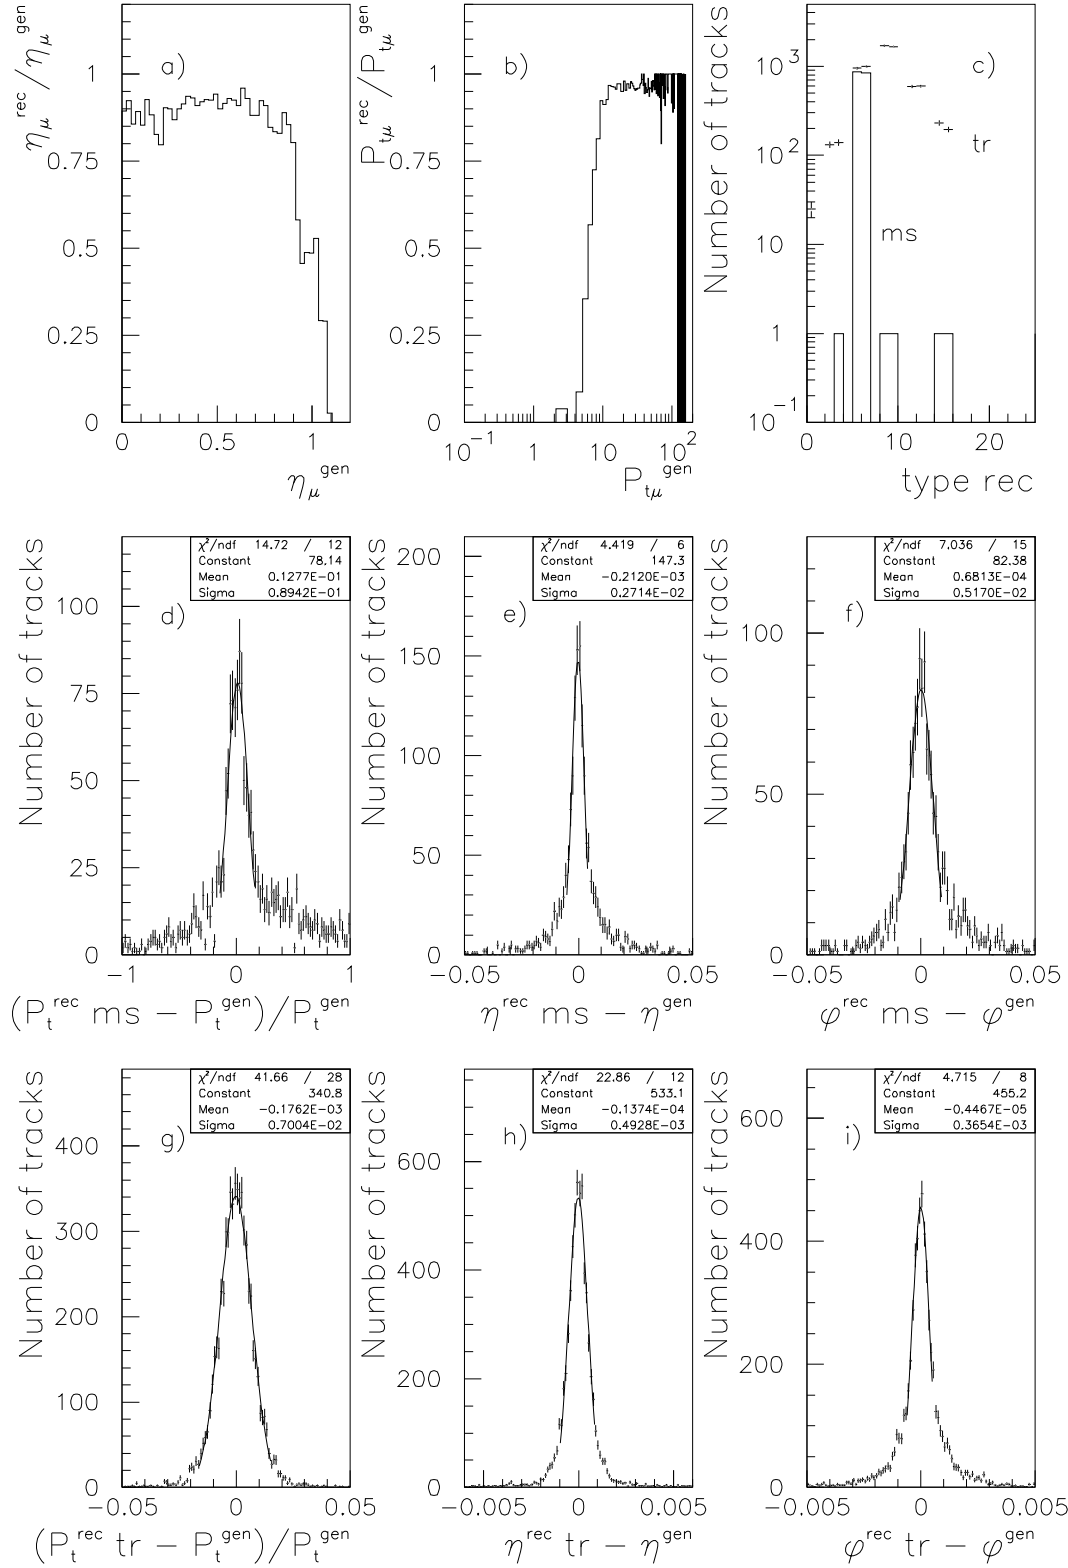 η_μ^rec / η_μ^gen
a)
1
0.75
0.5
0.25
0
0 0.5 1
η_μ^gen
P_tμ^rec / P_tμ^gen
b)
1
0.75
0.5
0.25
0
10^-1 1 10 10^2
P_tμ^gen
Number of tracks
c)
tr
ms
10^3
10^2
10
1
10^-1
0 10 20
type rec
Number of tracks
d)
χ²/ndf 14.72 / 12
Constant 78.14
Mean 0.1277E−01
Sigma 0.8942E−01
100
75
50
25
0
−1 0 1
(P_t^rec ms − P_t^gen)/P_t^gen
Number of tracks
e)
χ²/ndf 4.419 / 6
Constant 147.3
Mean −0.2120E−03
Sigma 0.2714E−02
200
150
100
50
0
−0.05 0 0.05
η^rec ms − η^gen
Number of tracks
f)
χ²/ndf 7.036 / 15
Constant 82.38
Mean 0.6813E−04
Sigma 0.5170E−02
100
50
0
−0.05 0 0.05
φ^rec ms − φ^gen
Number of tracks
g)
χ²/ndf 41.66 / 28
Constant 340.8
Mean −0.1762E−03
Sigma 0.7004E−02
400
300
200
100
0
−0.05 0 0.05
(P_t^rec tr − P_t^gen)/P_t^gen
Number of tracks
h)
χ²/ndf 22.86 / 12
Constant 533.1
Mean −0.1374E−04
Sigma 0.4928E−03
600
400
200
0
−0.005 0 0.005
η^rec tr − η^gen
Number of tracks
i)
χ²/ndf 4.715 / 8
Constant 455.2
Mean −0.4467E−05
Sigma 0.3654E−03
600
400
200
0
−0.005 0 0.005
φ^rec tr − φ^gen